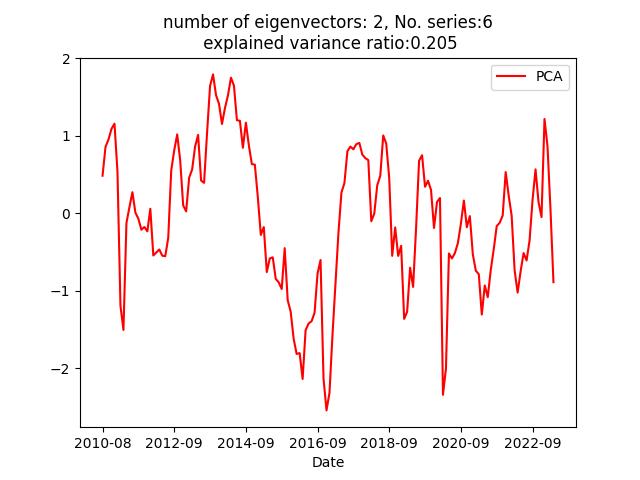 number of eigenvectors: 2, No. series:6
explained variance ratio:0.205
PCA
2
1
0
−1
−2
2010-08 2012-09 2014-09 2016-09 2018-09 2020-09 2022-09
Date